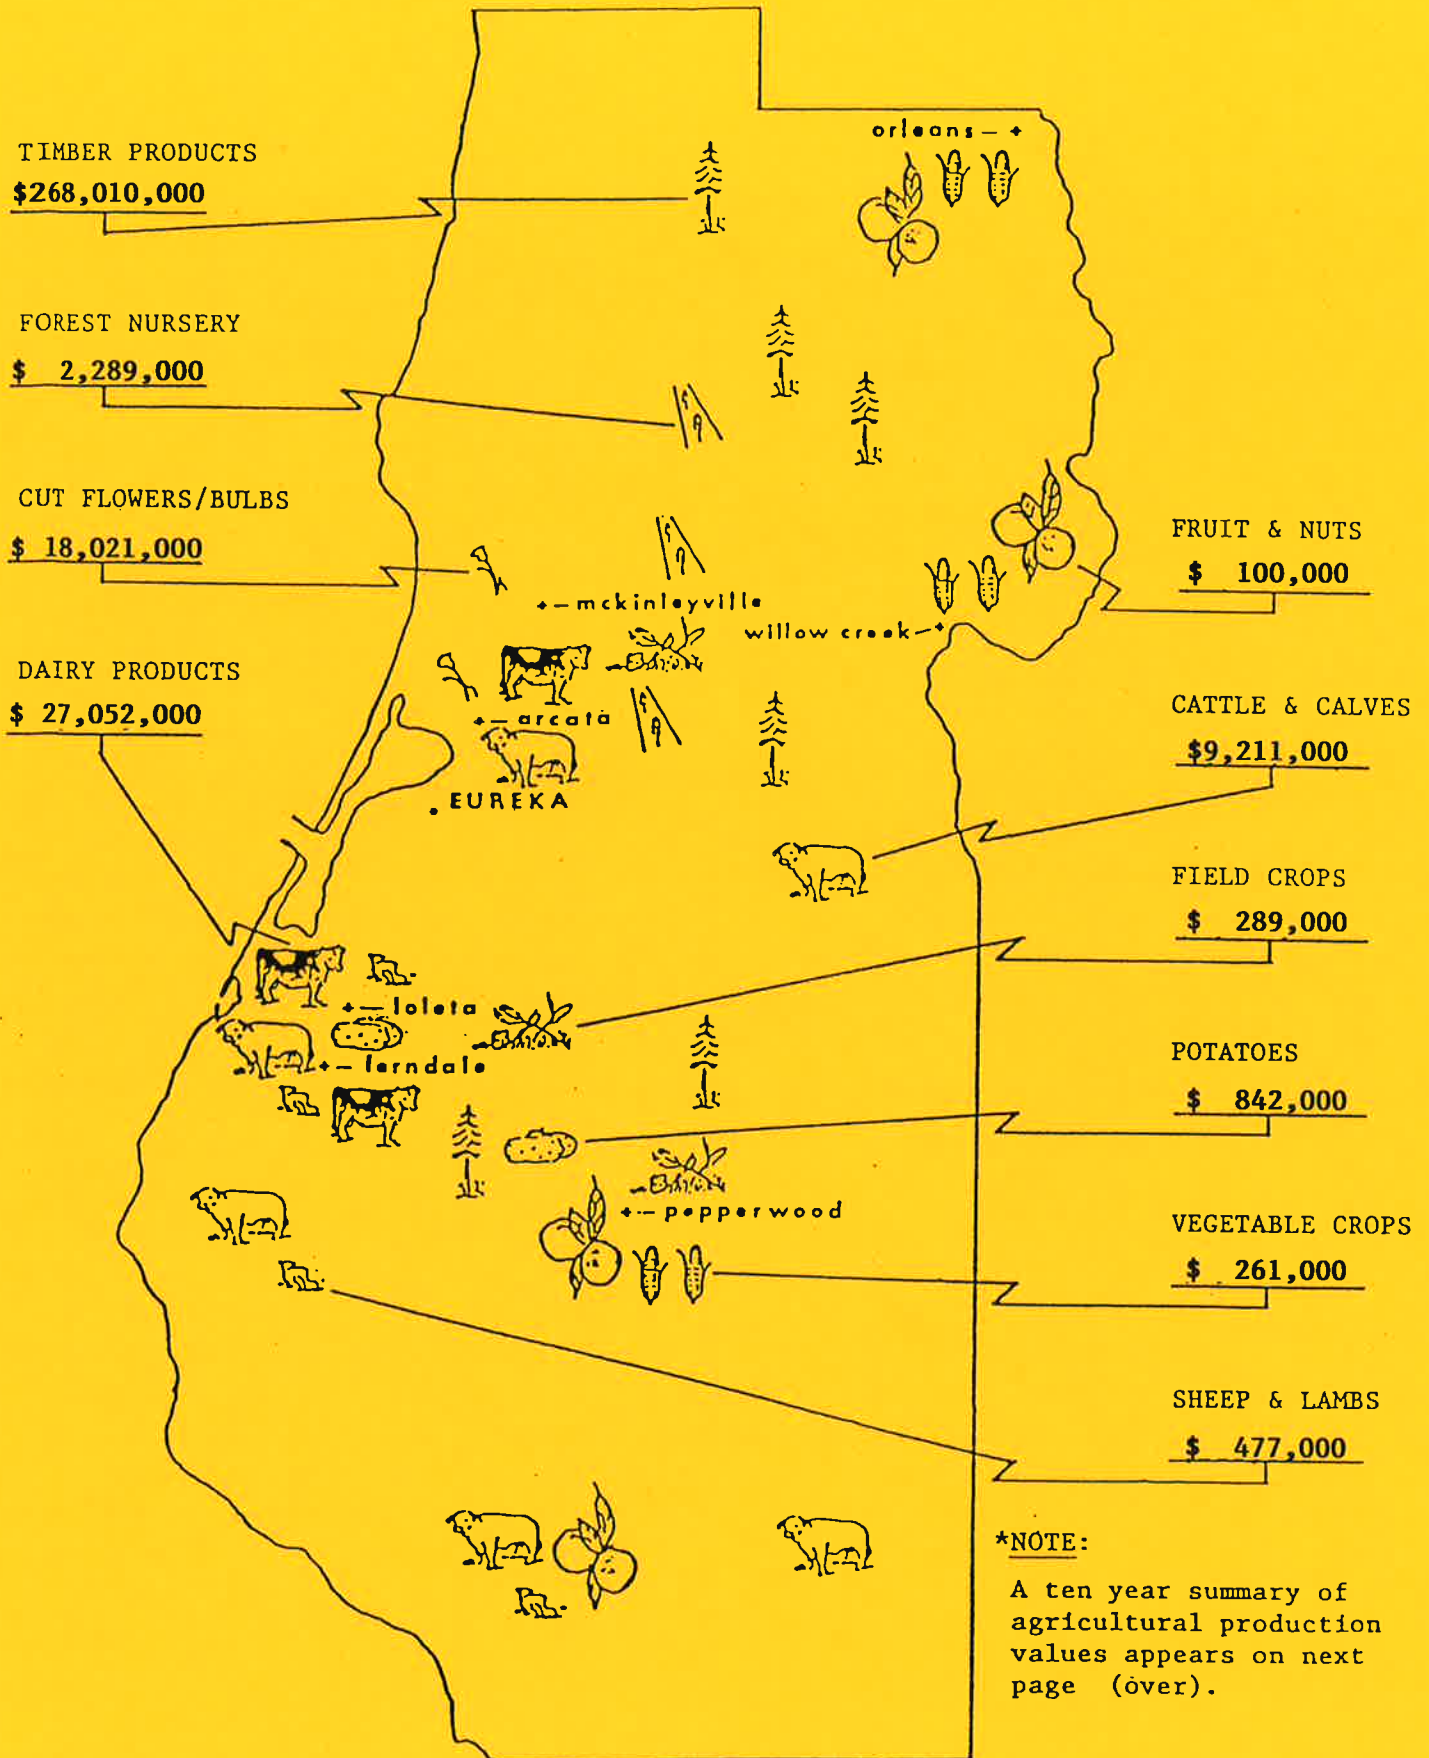 orleans
TIMBER PRODUCTS
$268,010,000
FOREST NURSERY
$ 2,289,000
CUT FLOWERS/BULBS
$ 18,021,000
FRUIT & NUTS
$ 100,000
mckinleyville
willow creek
DAIRY PRODUCTS
$ 27,052,000
arcata
CATTLE & CALVES
$9,211,000
EUREKA
FIELD CROPS
$ 289,000
loleta
ferndale
POTATOES
$ 842,000
pepperwood
VEGETABLE CROPS
$ 261,000
SHEEP & LAMBS
$ 477,000
*NOTE:
A ten year summary of
agricultural production
values appears on next
page (over).